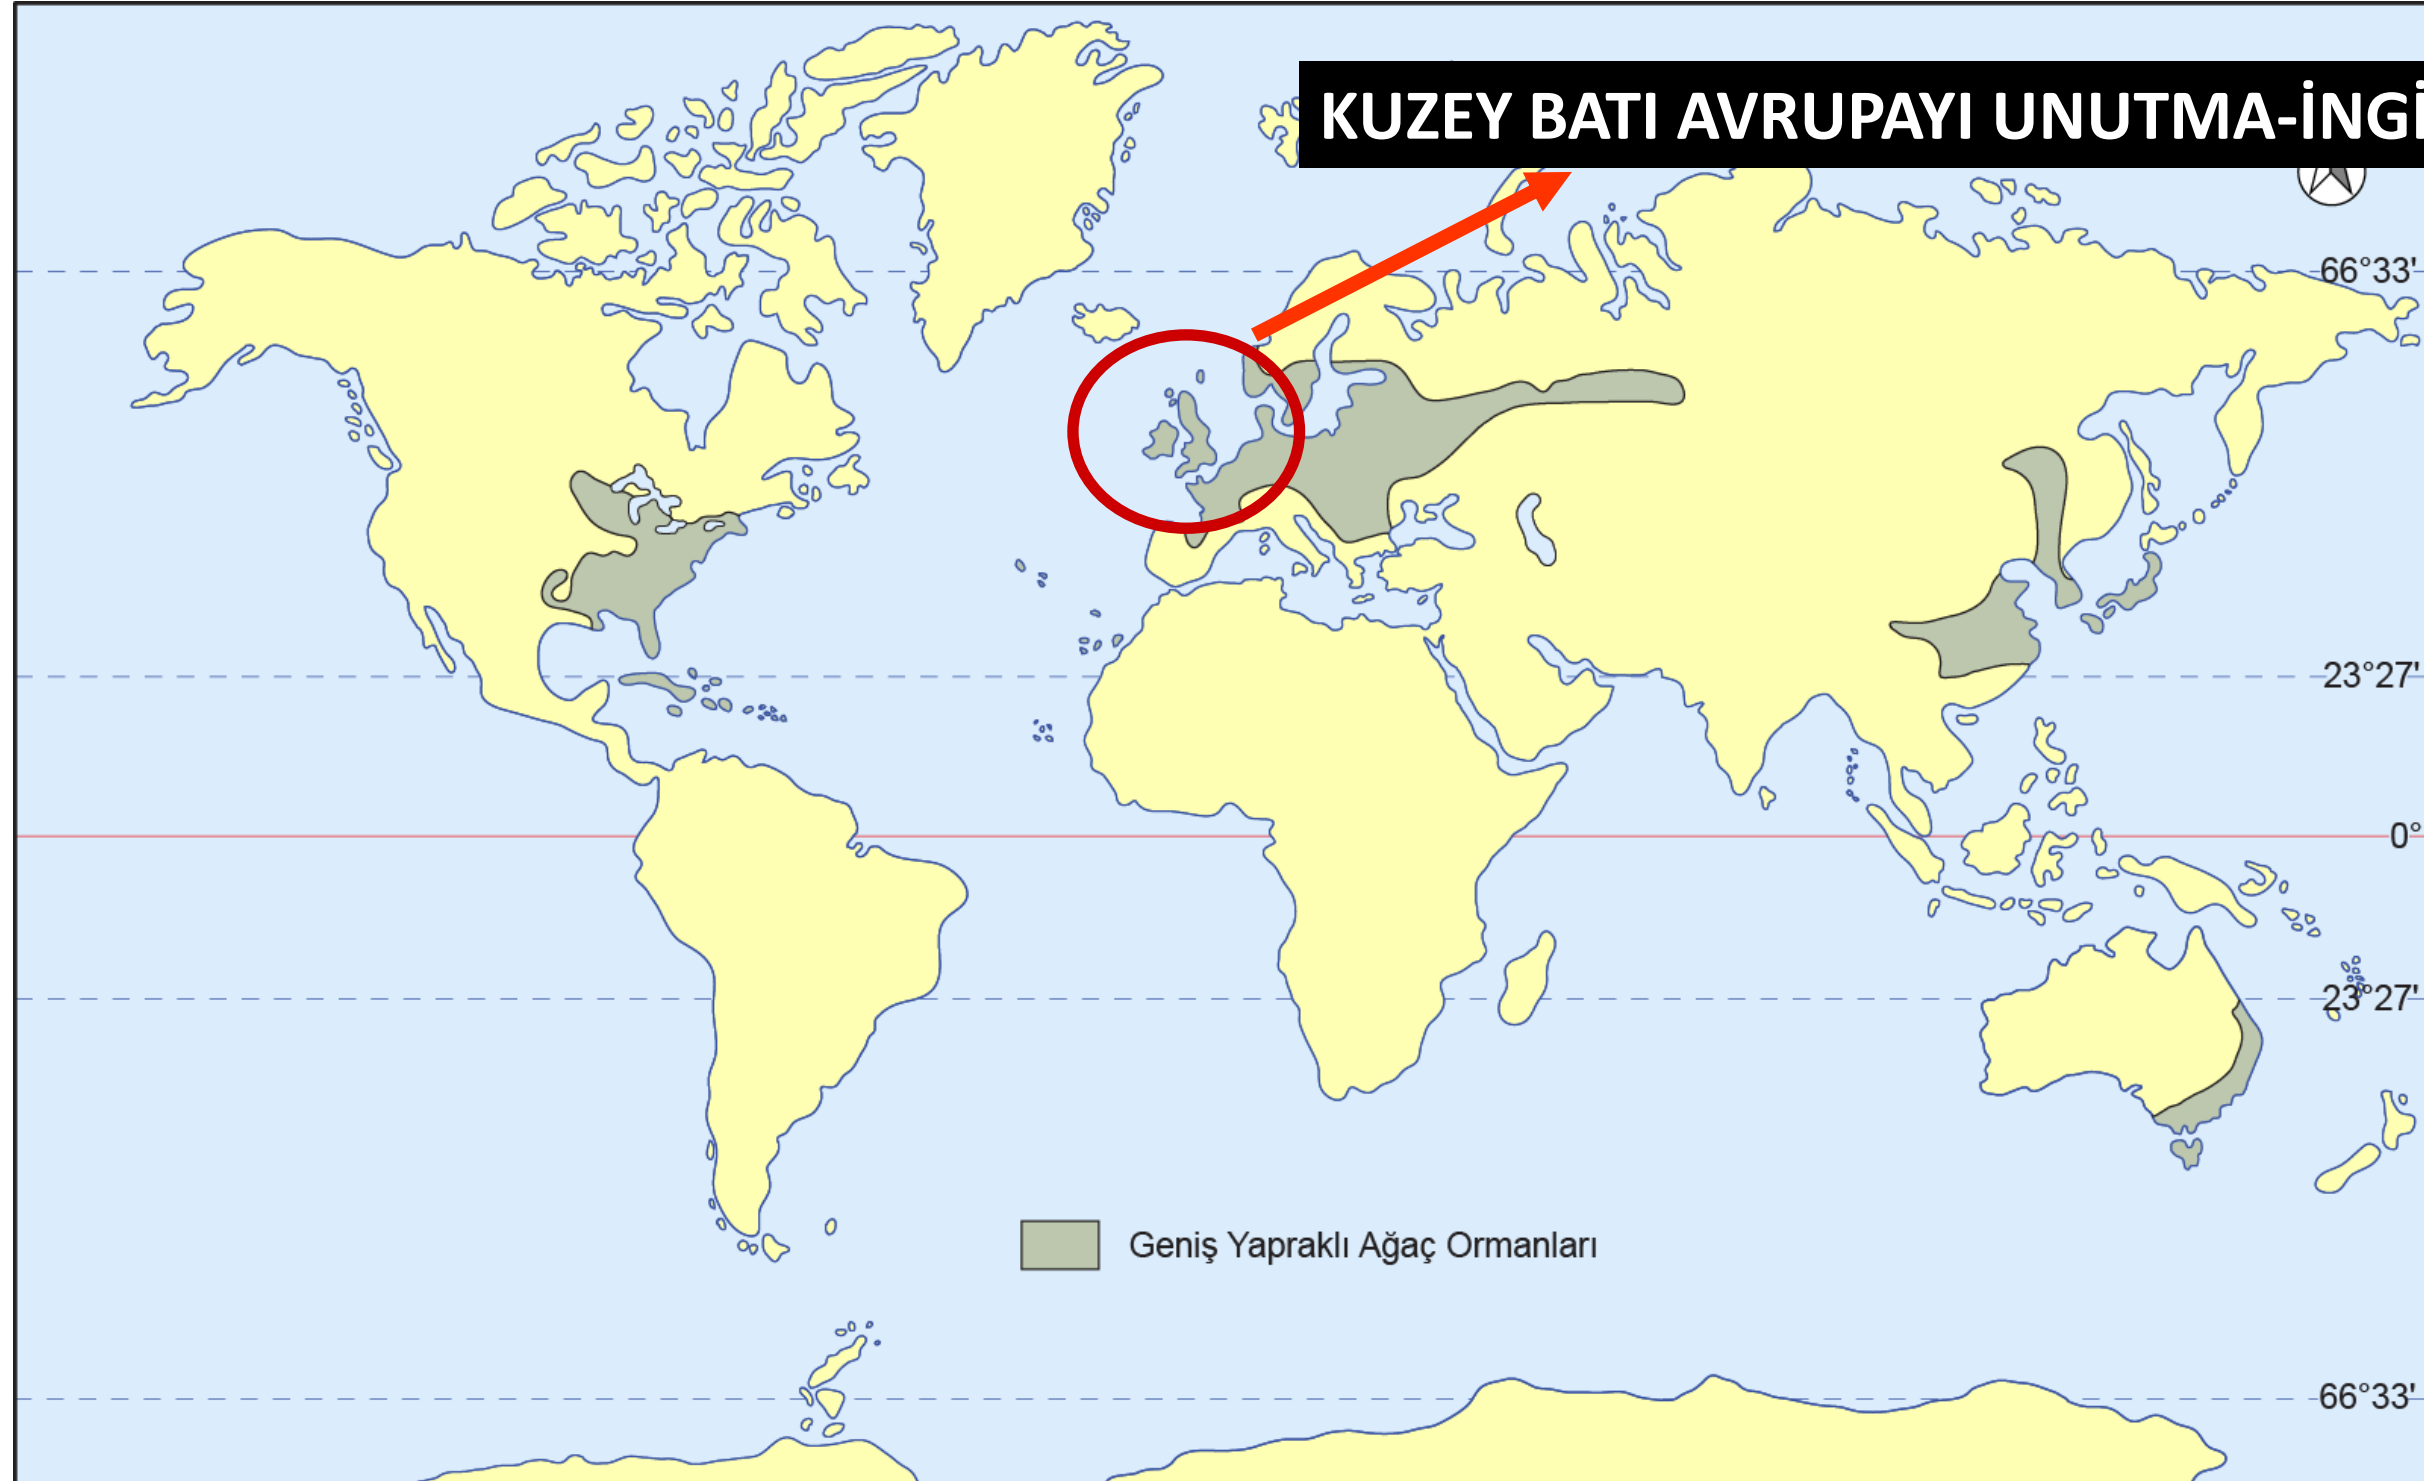 KUZEY BATI AVRUPAYI UNUTMA-İNGİ
66°33'
23°27'
0°
23°27'
Geniş Yapraklı Ağaç Ormanları
66°33'